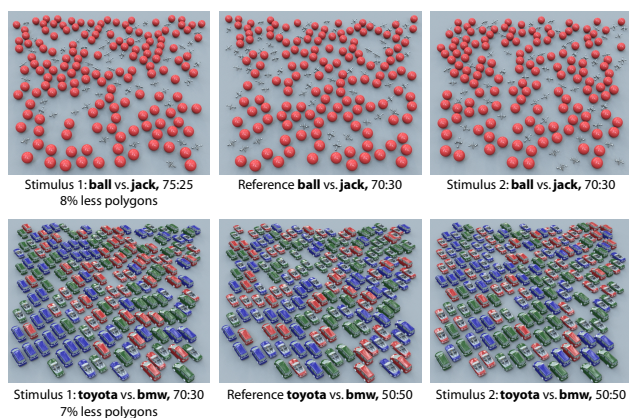 Stimulus 1: ball vs. jack, 75:25
8% less polygons
Reference ball vs. jack, 70:30
Stimulus 2: ball vs. jack, 70:30
Stimulus 1: toyota vs. bmw, 70:30
7% less polygons
Reference toyota vs. bmw, 50:50
Stimulus 2: toyota vs. bmw, 50:50